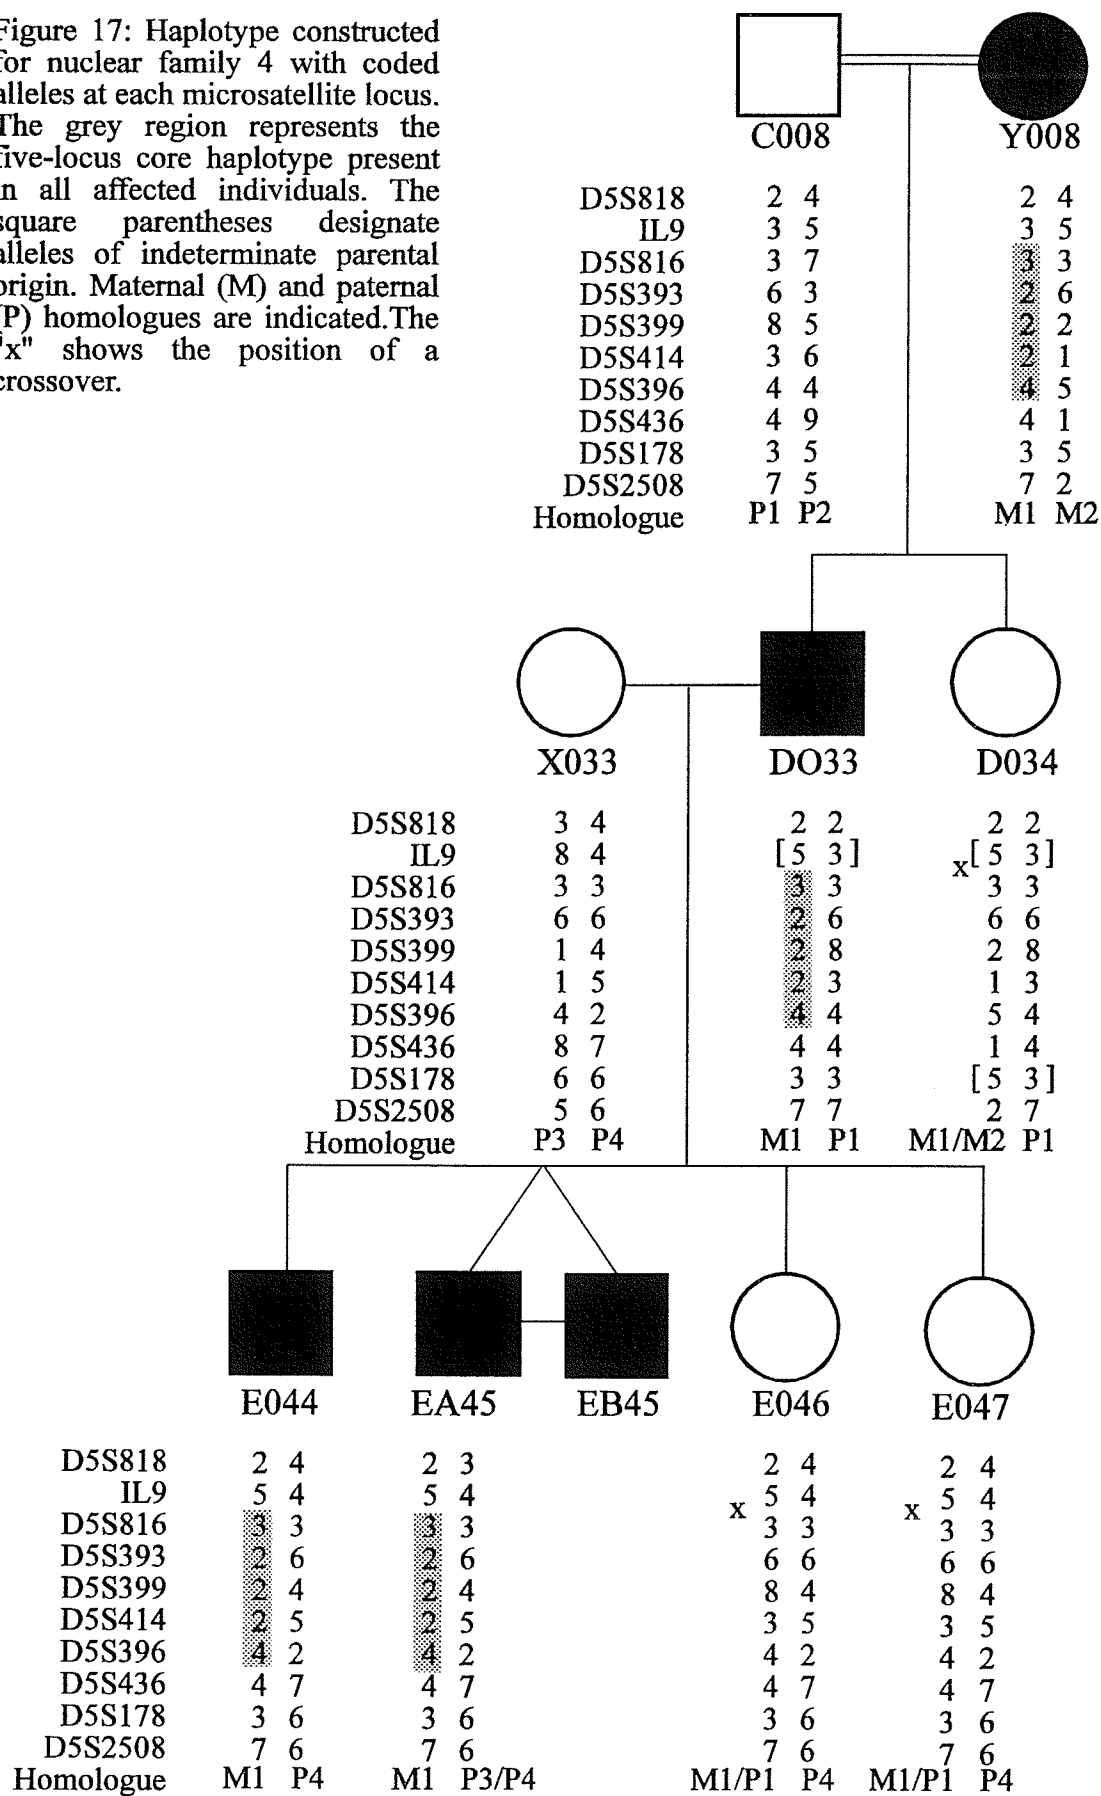 Figure 17: Haplotype constructed
for nuclear family 4 with coded
alleles at each microsatellite locus.
The grey region represents the
five-locus core haplotype present
in all affected individuals. The
square parentheses designate
alleles of indeterminate parental
origin. Maternal (M) and paternal
(P) homologues are indicated.The
"x" shows the position of a
crossover.
C008 Y008
D5S818 2 4 2 4
IL9 3 5 3 5
D5S816 3 7 3 3
D5S393 6 3 2 6
D5S399 8 5 2 2
D5S414 3 6 2 1
D5S396 4 4 4 5
D5S436 4 9 4 1
D5S178 3 5 3 5
D5S2508 7 5 7 2
Homologue P1 P2 M1 M2
X033 DO33 D034
D5S818 3 4 2 2 2 2
IL9 8 4 [5 3] x[5 3]
D5S816 3 3 3 3 3 3
D5S393 6 6 2 6 6 6
D5S399 1 4 2 8 2 8
D5S414 1 5 2 3 1 3
D5S396 4 2 4 4 5 4
D5S436 8 7 4 4 1 4
D5S178 6 6 3 3 [5 3]
D5S2508 5 6 7 7 2 7
Homologue P3 P4 M1 P1 M1/M2 P1
E044 EA45 EB45 E046 E047
D5S818 2 4 2 3 2 4 2 4
IL9 5 4 5 4 x 5 4 x 5 4
D5S816 3 3 3 3 3 3 3 3
D5S393 2 6 2 6 6 6 6 6
D5S399 2 4 2 4 8 4 8 4
D5S414 2 5 2 5 3 5 3 5
D5S396 4 2 4 2 4 2 4 2
D5S436 4 7 4 7 4 7 4 7
D5S178 3 6 3 6 3 6 3 6
D5S2508 7 6 7 6 7 6 7 6
Homologue M1 P4 M1 P3/P4 M1/P1 P4 M1/P1 P4